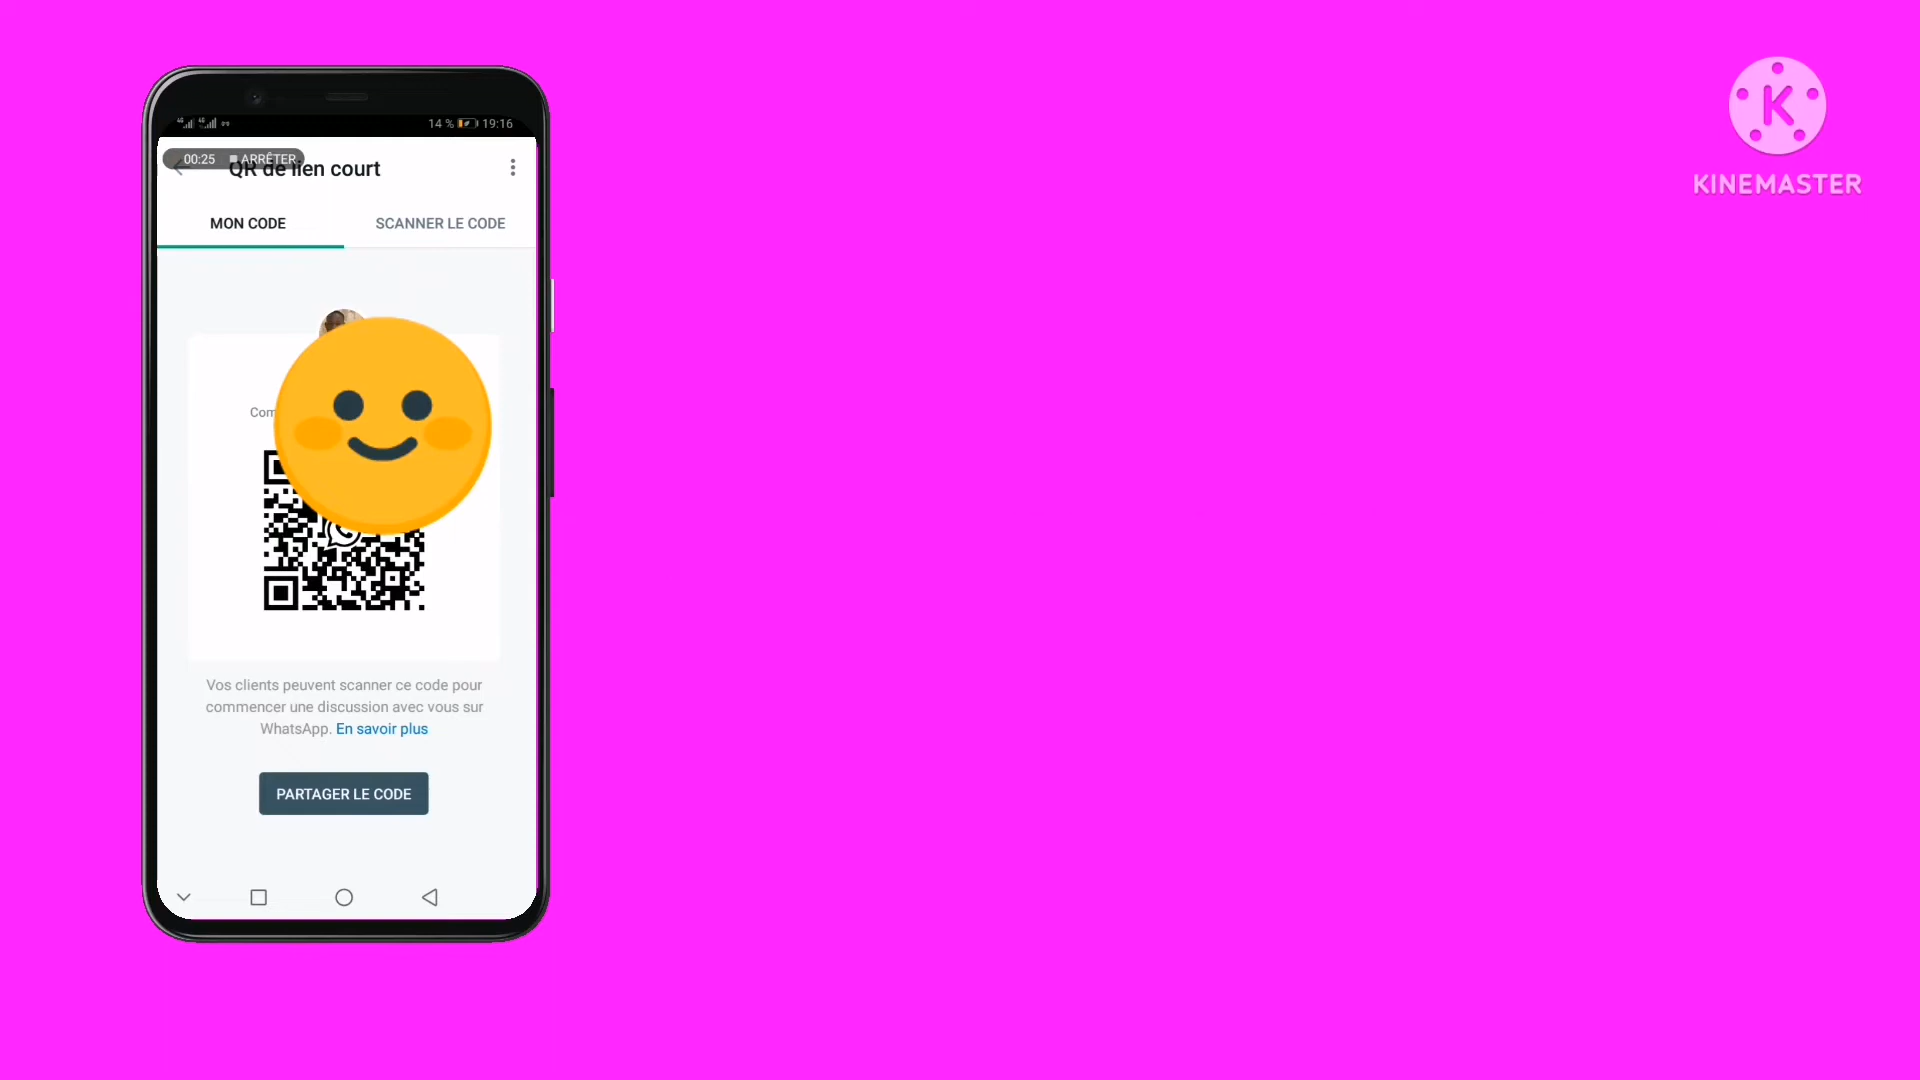 14 % 19:16
00:25 ARRÊTER
QR de lien court
MON CODE
SCANNER LE CODE
Com
Vos clients peuvent scanner ce code pour
commencer une discussion avec vous sur
WhatsApp. En savoir plus
PARTAGER LE CODE
K
KINEMASTER